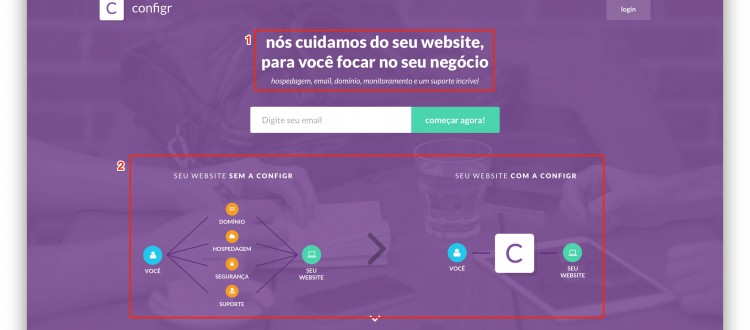 C configr
login
1
nós cuidamos do seu website,
para você focar no seu negócio
hospedagem, email, domínio, monitoramento e um suporte incrível
Digite seu email
começar agora!
2
SEU WEBSITE SEM A CONFIGR
SEU WEBSITE COM A CONFIGR
DOMÍNIO
HOSPEDAGEM
SEGURANÇA
SUPORTE
VOCÊ
SEU
WEBSITE
C
VOCÊ
SEU
WEBSITE